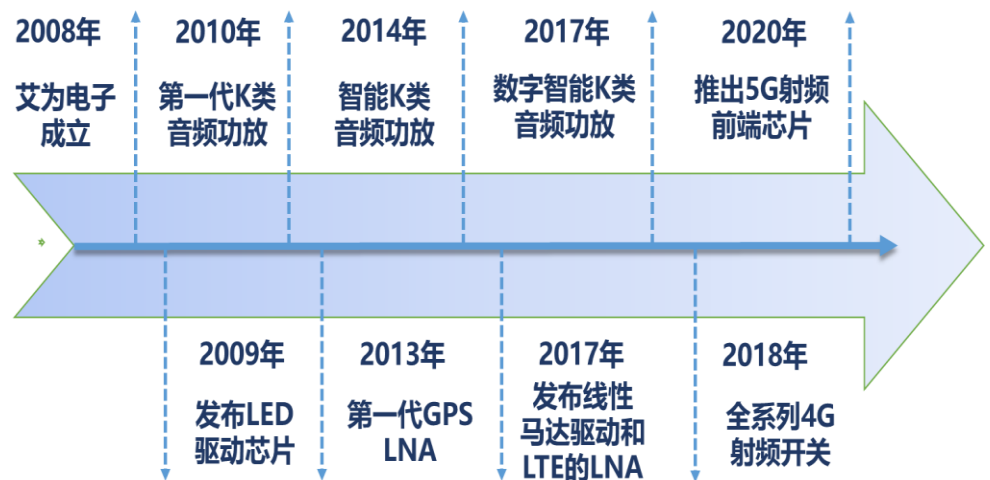 2008年
艾为电子
成立
2010年
第一代K类
音频功放
2014年
智能K类
音频功放
2017年
数字智能K类
音频功放
2020年
推出5G射频
前端芯片
2009年
发布LED
驱动芯片
2013年
第一代GPS
LNA
2017年
发布线性
马达驱动和
LTE的LNA
2018年
全系列4G
射频开关